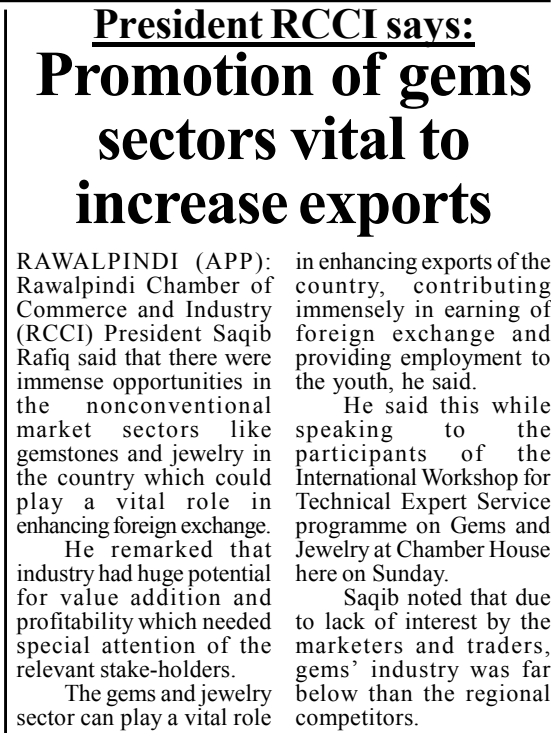 President RCCI says:
Promotion of gems
sectors vital to
increase exports
RAWALPINDI (APP):
Rawalpindi Chamber of
Commerce and Industry
(RCCI) President Saqib
Rafiq said that there were
immense opportunities in
the nonconventional
market sectors like
gemstones and jewelry in
the country which could
play a vital role in
enhancing foreign exchange.
He remarked that
industry had huge potential
for value addition and
profitability which needed
special attention of the
relevant stake-holders.
The gems and jewelry
sector can play a vital role
in enhancing exports of the
country, contributing
immensely in earning of
foreign exchange and
providing employment to
the youth, he said.
He said this while
speaking to the
participants of the
International Workshop for
Technical Expert Service
programme on Gems and
Jewelry at Chamber House
here on Sunday.
Saqib noted that due
to lack of interest by the
marketers and traders,
gems’ industry was far
below than the regional
competitors.